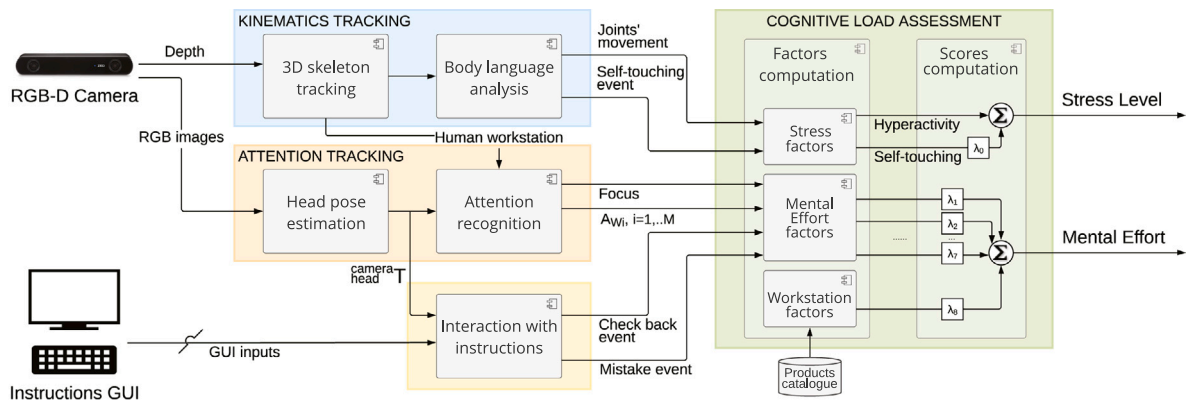 KINEMATICS TRACKING
COGNITIVE LOAD ASSESSMENT
Depth
3D skeleton
tracking
Body language
analysis
Joints'
movement
Self-touching
event
Factors
computation
Scores
computation
RGB-D Camera
RGB images
Human workstation
Stress
factors
Hyperactivity
Self-touching
λ0
Σ
Stress Level
ATTENTION TRACKING
Head pose
estimation
Attention
recognition
Focus
AWi, i=1,..M
Mental
Effort
factors
λ1
λ2
......
...
λ7
Σ
Mental Effort
camera
head T
Interaction with
instructions
Check back
event
Mistake event
Workstation
factors
λ8
Products
catalogue
GUI inputs
Instructions GUI